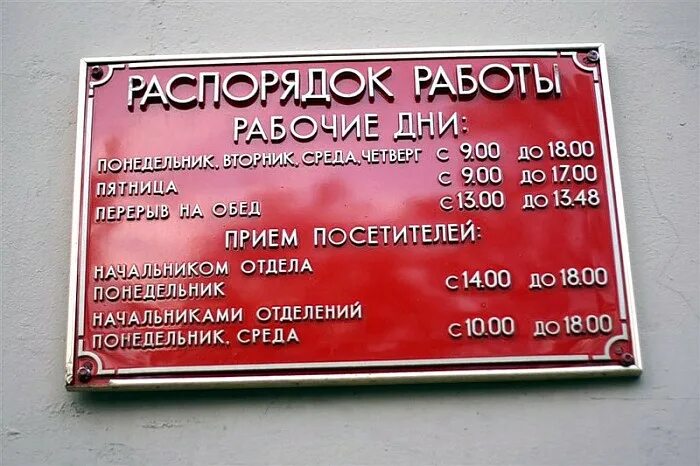 РАСПОРЯДОК РАБОТЫ
РАБОЧИЕ ДНИ:
ПОНЕДЕЛЬНИК, ВТОРНИК, СРЕДА, ЧЕТВЕРГ С 9.00 ДО 18.00
ПЯТНИЦА С 9.00 ДО 17.00
ПЕРЕРЫВ НА ОБЕД С 13.00 ДО 13.48
ПРИЕМ ПОСЕТИТЕЛЕЙ:
НАЧАЛЬНИКОМ ОТДЕЛА
ПОНЕДЕЛЬНИК С 14.00 ДО 18.00
НАЧАЛЬНИКАМИ ОТДЕЛЕНИЙ
ПОНЕДЕЛЬНИК, СРЕДА С 10.00 ДО 18.00